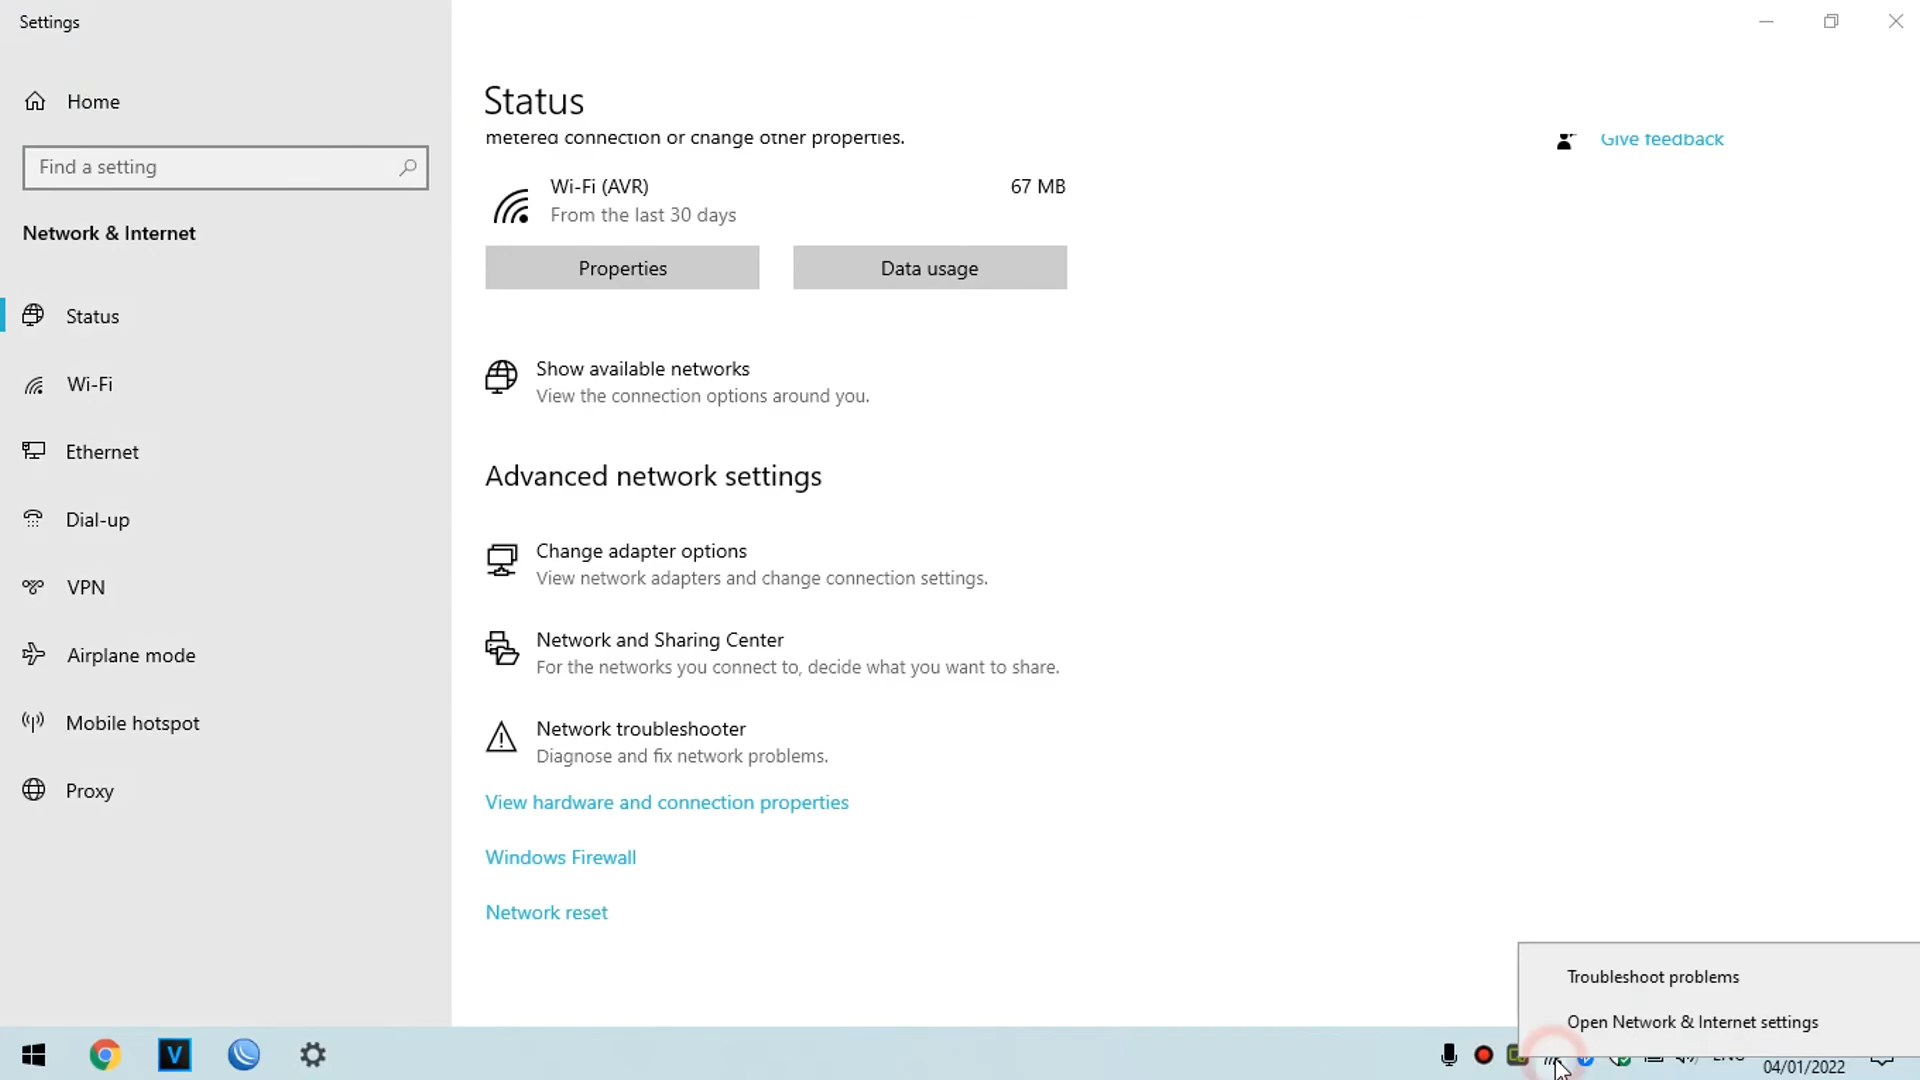 Settings
Home
Find a setting
Network & Internet
Status
Wi-Fi
Ethernet
Dial-up
VPN
Airplane mode
Mobile hotspot
Proxy
Status
metered connection or change other properties.
Wi-Fi (AVR)
67 MB
From the last 30 days
Properties
Data usage
Show available networks
View the connection options around you.
Advanced network settings
Change adapter options
View network adapters and change connection settings.
Network and Sharing Center
For the networks you connect to, decide what you want to share.
Network troubleshooter
Diagnose and fix network problems.
View hardware and connection properties
Windows Firewall
Network reset
Give feedback
Troubleshoot problems
Open Network & Internet settings
V
ENG
04/01/2022